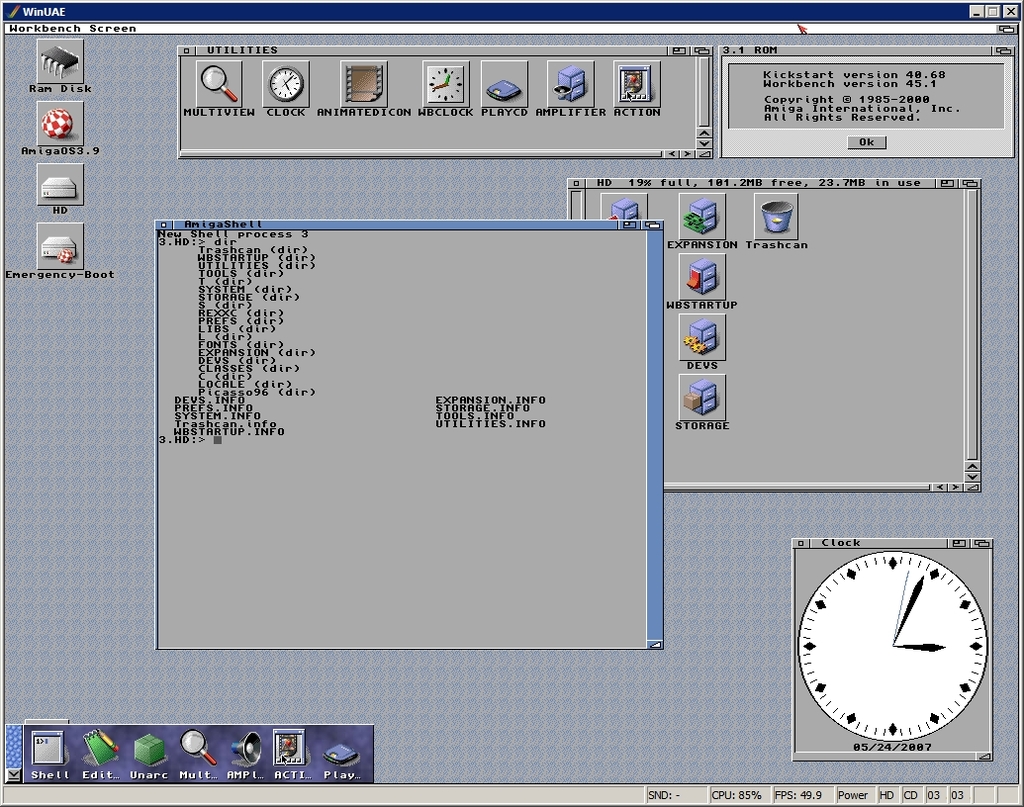 WinUAE
Workbench Screen
Ram Disk
AmigaOS3.9
HD
Emergency-Boot
UTILITIES
MULTIVIEW CLOCK ANIMATEDICON WBCLOCK PLAYCD AMPLIFIER ACTION
3.1 ROM
Kickstart version 40.68
Workbench version 45.1
Copyright © 1985-2000
Amiga International, Inc.
All Rights Reserved.
Ok
HD 19% full, 101.2MB free, 23.7MB in use
EXPANSION Trashcan
WBSTARTUP
DEVS
STORAGE
AmigaShell
New Shell process 3
3.HD:> dir
Trashcan (dir)
WBSTARTUP (dir)
UTILITIES (dir)
TOOLS (dir)
T (dir)
SYSTEM (dir)
STORAGE (dir)
S (dir)
REXXC (dir)
PREFS (dir)
LIBS (dir)
L (dir)
FONTS (dir)
EXPANSION (dir)
DEVS (dir)
CLASSES (dir)
C (dir)
LOCALE (dir)
Picasso96 (dir)
DEVS.INFO EXPANSION.INFO
PREFS.INFO STORAGE.INFO
SYSTEM.INFO TOOLS.INFO
Trashcan.info UTILITIES.INFO
WBSTARTUP.INFO
3.HD:>
Clock
05/24/2007
Shell Edit... Unarc Mult... AMPl... ACTI... Play...
SND: - CPU: 85% FPS: 49.9 Power HD CD 03 03